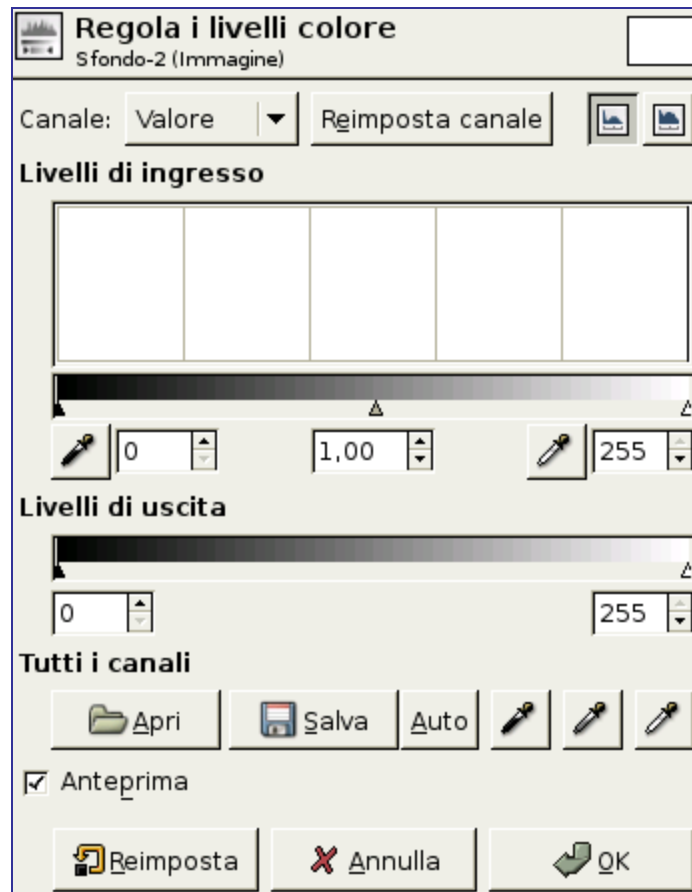 Regola i livelli colore
Sfondo-2 (Immagine)
Canale: Valore Reimposta canale
Livelli di ingresso
0 1,00 255
Livelli di uscita
0 255
Tutti i canali
Apri Salva Auto
Anteprima
Reimposta Annulla OK